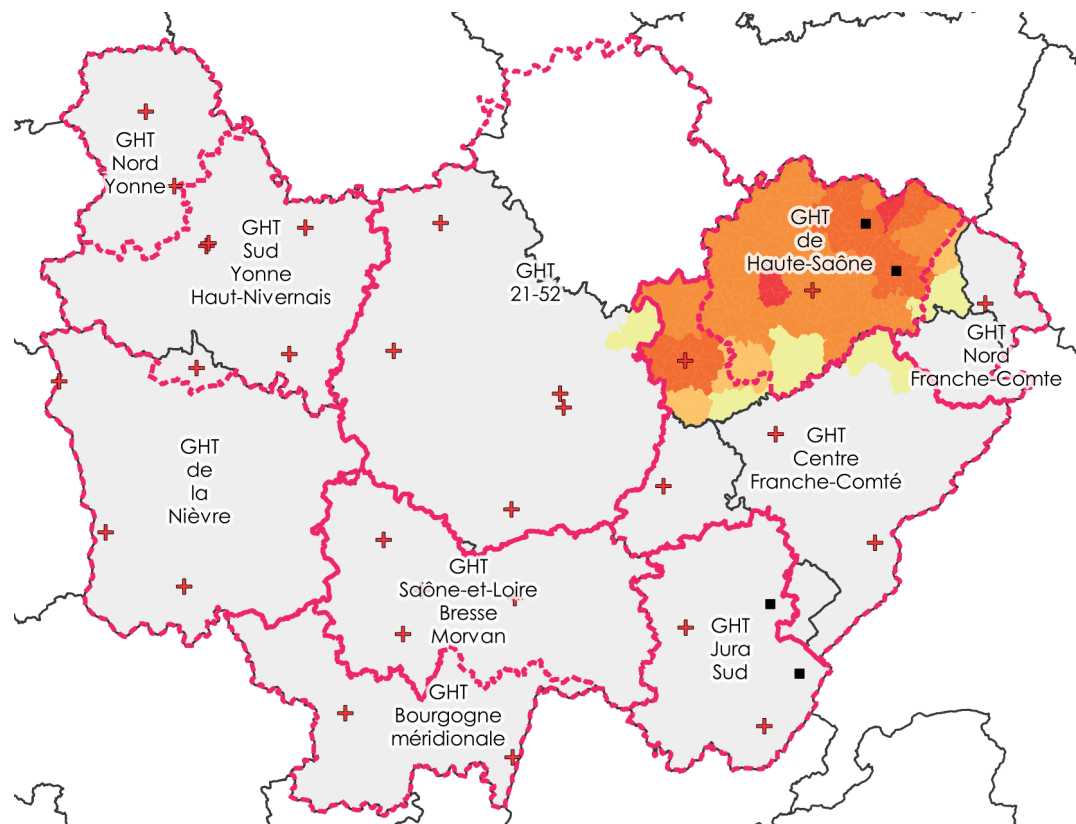 GHT
Nord
Yonne
GHT
Sud
Yonne
Haut-Nivernais
GHT
21-52
GHT
de
Haute-Saône
GHT
Nord
Franche-Comte
GHT
Centre
Franche-Comté
GHT
de
la
Nièvre
GHT
Saône-et-Loire
Bresse
Morvan
GHT
Jura
Sud
GHT
Bourgogne
méridionale